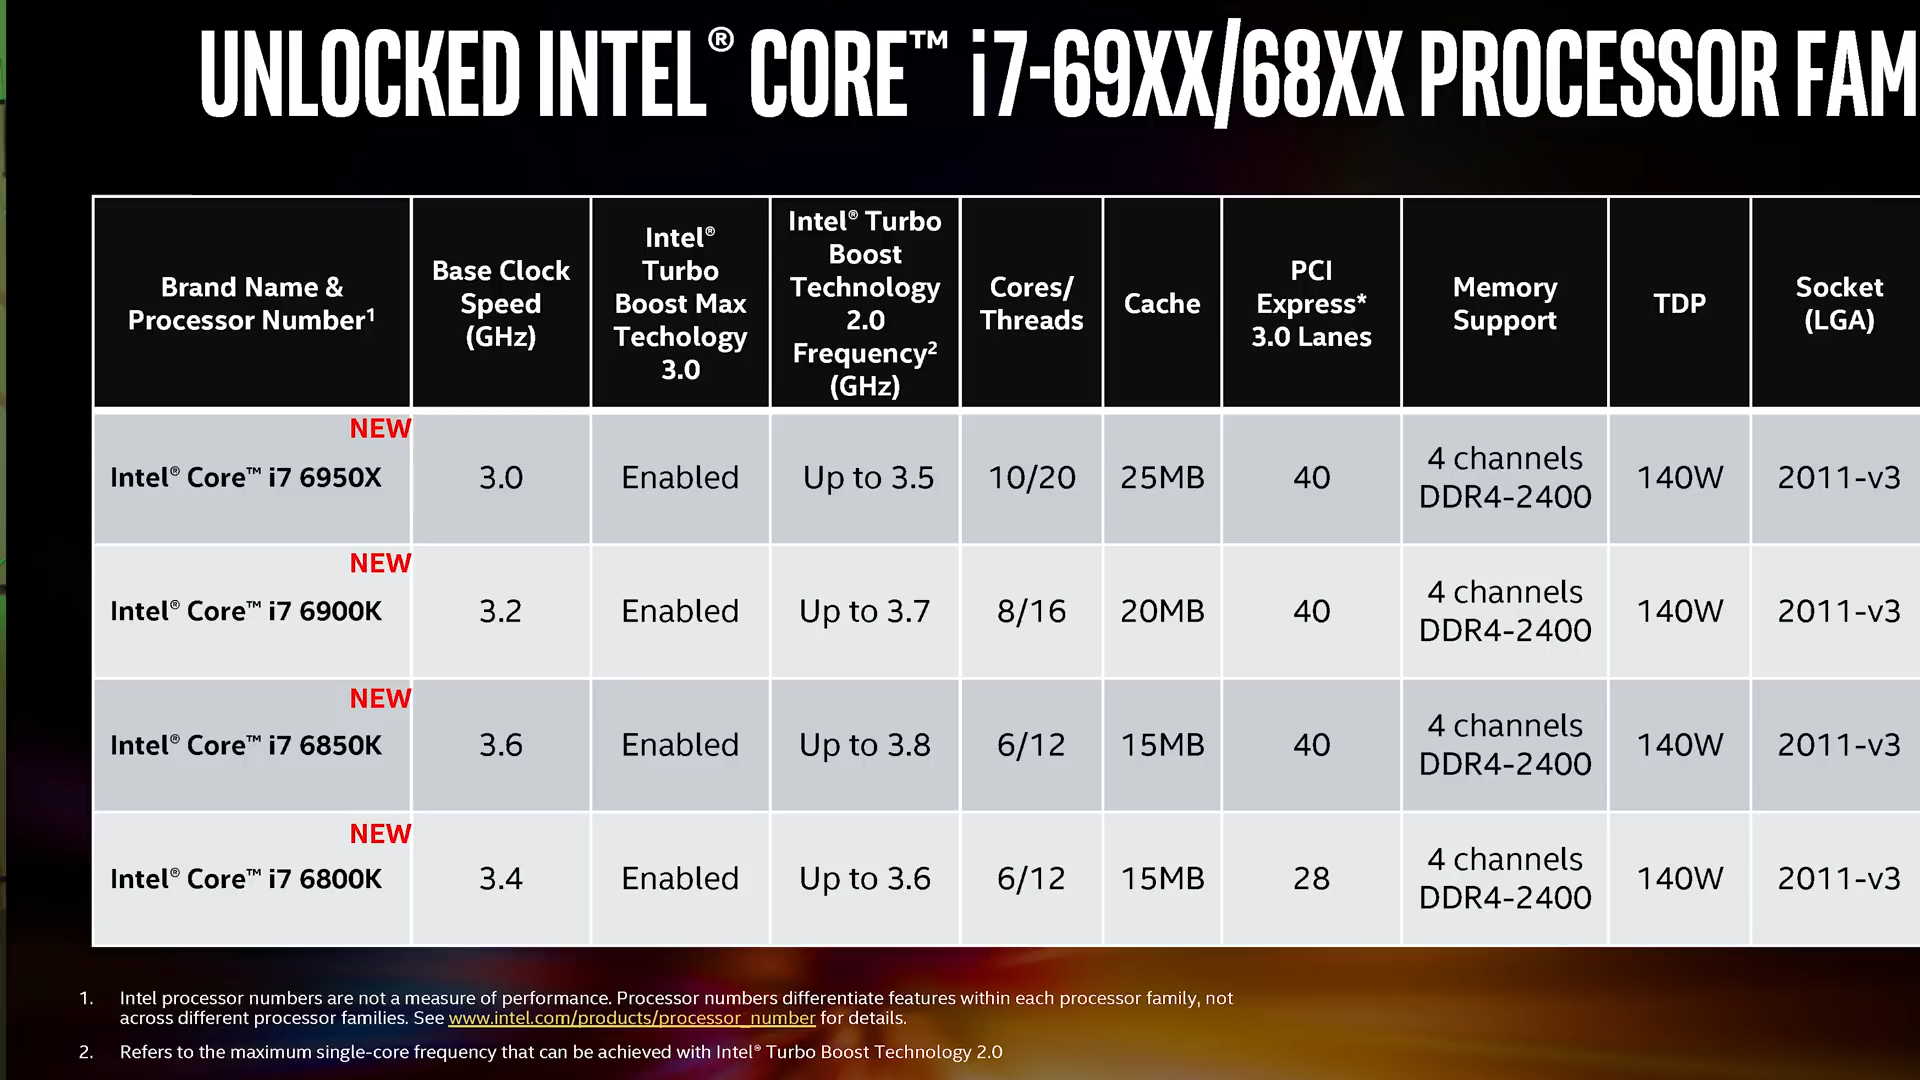 UNLOCKED INTEL® CORE™ i7-69XX/68XX PROCESSOR FAM
Brand Name &
Processor Number1
Base Clock
Speed
(GHz)
Intel®
Turbo
Boost Max
Techology
3.0
Intel® Turbo
Boost
Technology
2.0
Frequency2
(GHz)
Cores/
Threads
Cache
PCI
Express*
3.0 Lanes
Memory
Support
TDP
Socket
(LGA)
NEW
Intel® Core™ i7 6950X
3.0
Enabled
Up to 3.5
10/20
25MB
40
4 channels
DDR4-2400
140W
2011-v3
NEW
Intel® Core™ i7 6900K
3.2
Enabled
Up to 3.7
8/16
20MB
40
4 channels
DDR4-2400
140W
2011-v3
NEW
Intel® Core™ i7 6850K
3.6
Enabled
Up to 3.8
6/12
15MB
40
4 channels
DDR4-2400
140W
2011-v3
NEW
Intel® Core™ i7 6800K
3.4
Enabled
Up to 3.6
6/12
15MB
28
4 channels
DDR4-2400
140W
2011-v3
1. Intel processor numbers are not a measure of performance. Processor numbers differentiate features within each processor family, not
across different processor families. See www.intel.com/products/processor_number for details.
2. Refers to the maximum single-core frequency that can be achieved with Intel® Turbo Boost Technology 2.0